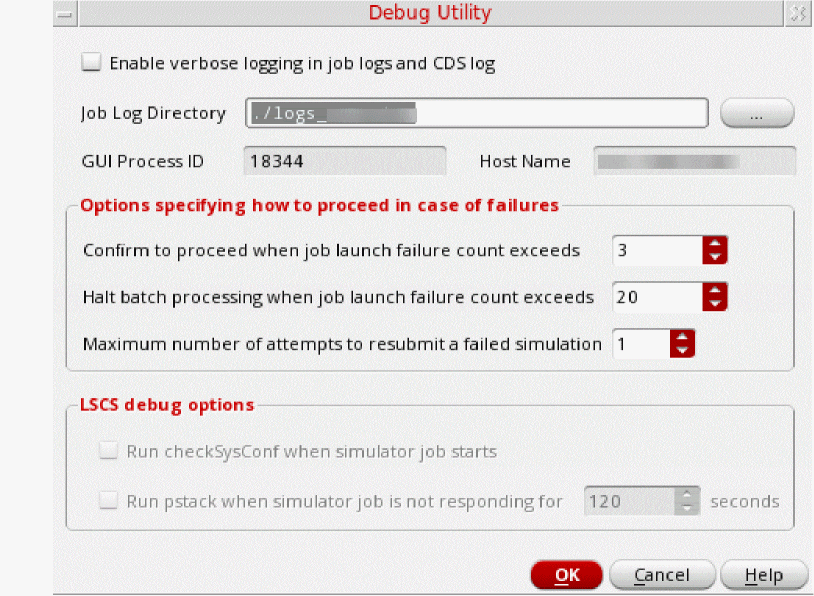 Debug Utility
Enable verbose logging in job logs and CDS log
Job Log Directory ./logs_ ...
GUI Process ID 18344 Host Name
Options specifying how to proceed in case of failures
Confirm to proceed when job launch failure count exceeds 3
Halt batch processing when job launch failure count exceeds 20
Maximum number of attempts to resubmit a failed simulation 1
LSCS debug options
Run checkSysConf when simulator job starts
Run pstack when simulator job is not responding for 120 seconds
OK Cancel Help